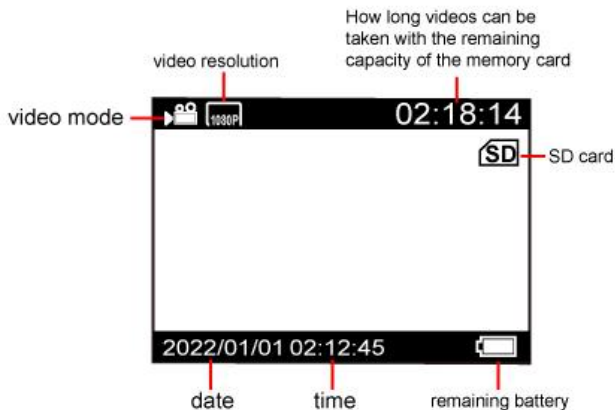 How long videos can be
taken with the remaining
capacity of the memory card
video resolution
video mode
1080P
02:18:14
SD
SD card
2022/01/01 02:12:45
date
time
remaining battery